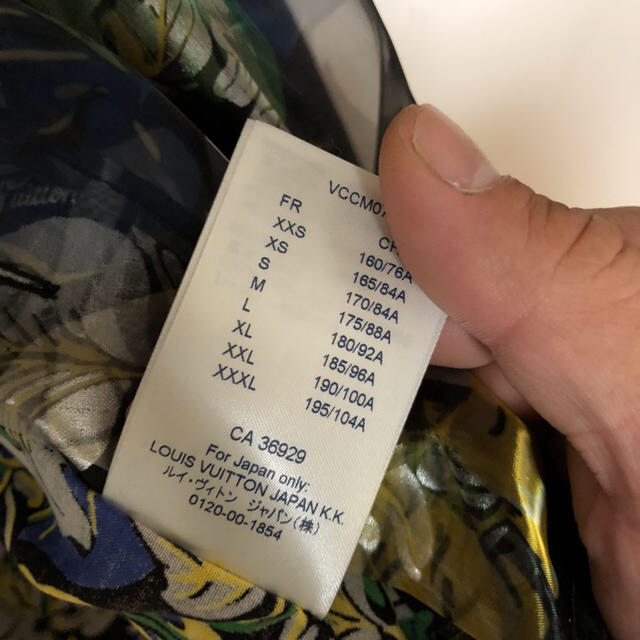 VCCM07
FR
XXS
XS 160/76A
S 165/84A
M 170/84A
L 175/88A
XL 180/92A
XXL 185/96A
XXXL 190/100A
195/104A
CA 36929
For Japan only:
LOUIS VUITTON JAPAN K.K.
ルイ・ヴィトン ジャパン(株)
0120-00-1854